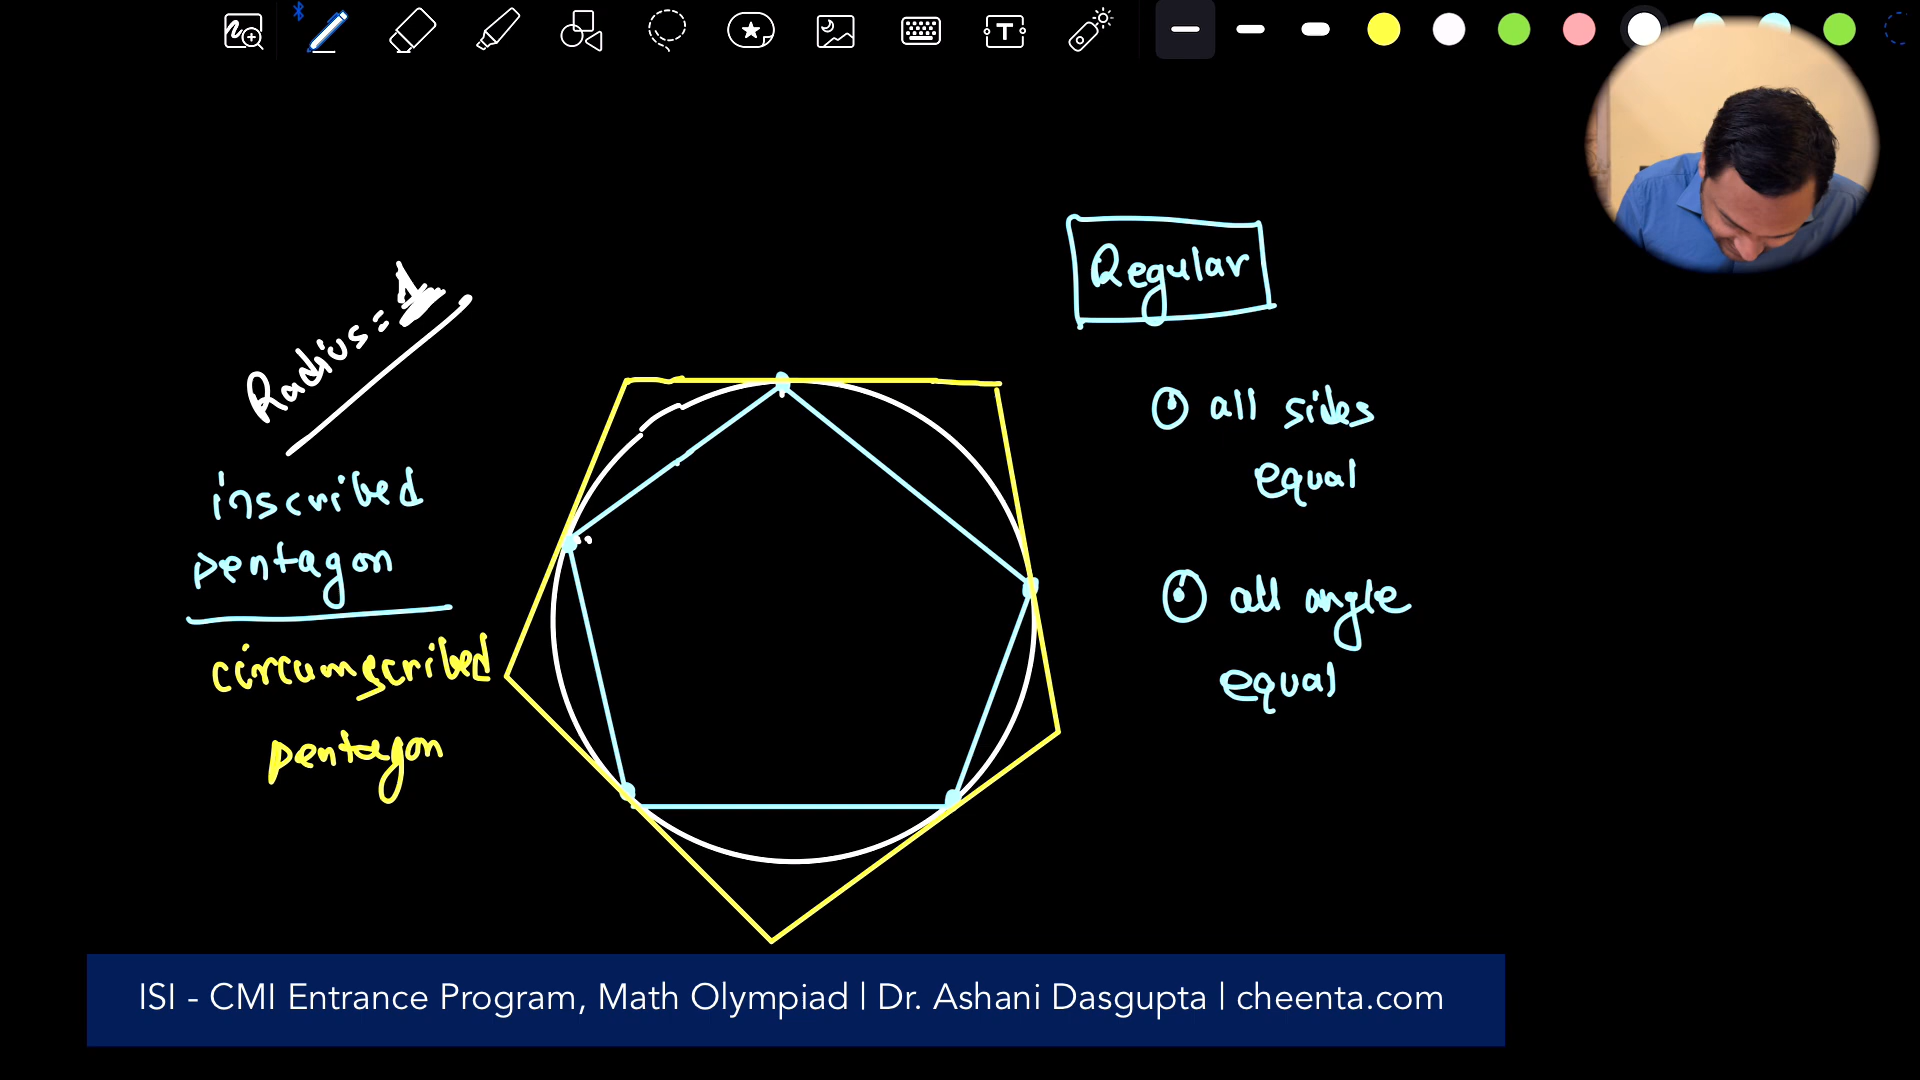 Regular
Radius = 1
all sides
equal
inscribed
pentagon
all angle
equal
circumscribed
pentagon
ISI - CMI Entrance Program, Math Olympiad | Dr. Ashani Dasgupta | cheenta.com